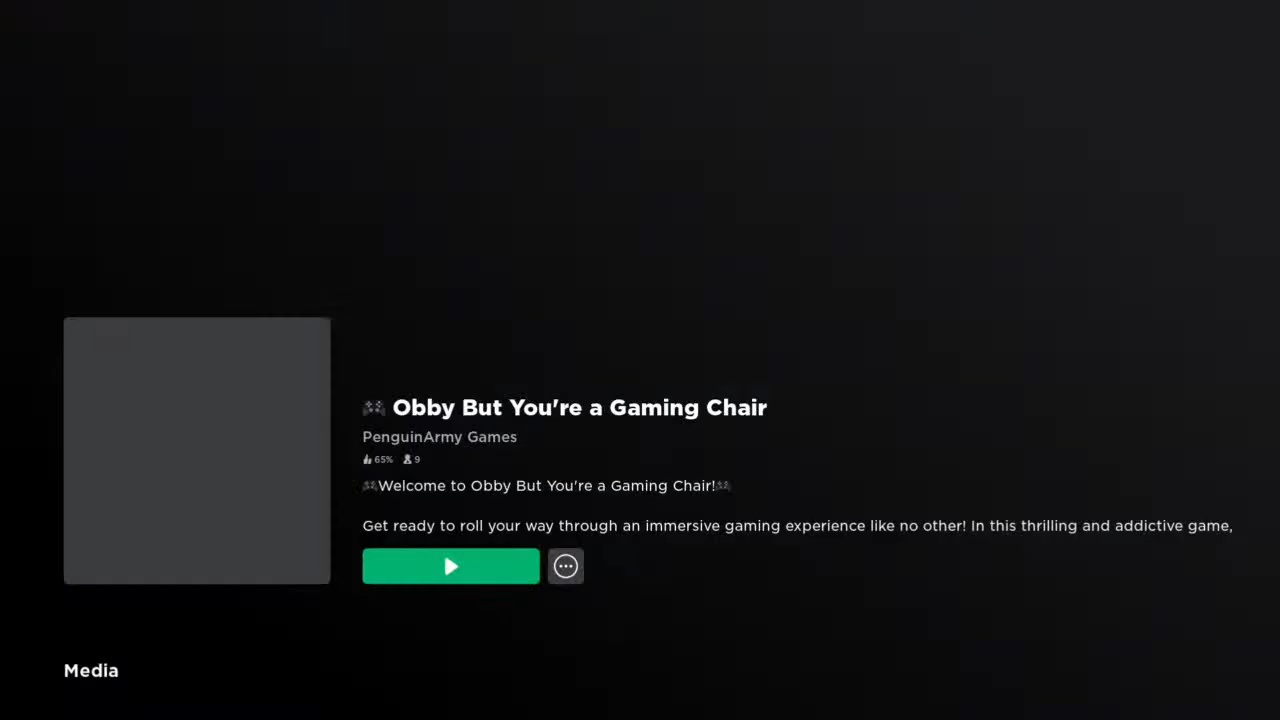 🎮 Obby But You're a Gaming Chair
PenguinArmy Games
65% 9
🎮Welcome to Obby But You're a Gaming Chair!🎮
Get ready to roll your way through an immersive gaming experience like no other! In this thrilling and addictive game,
Media